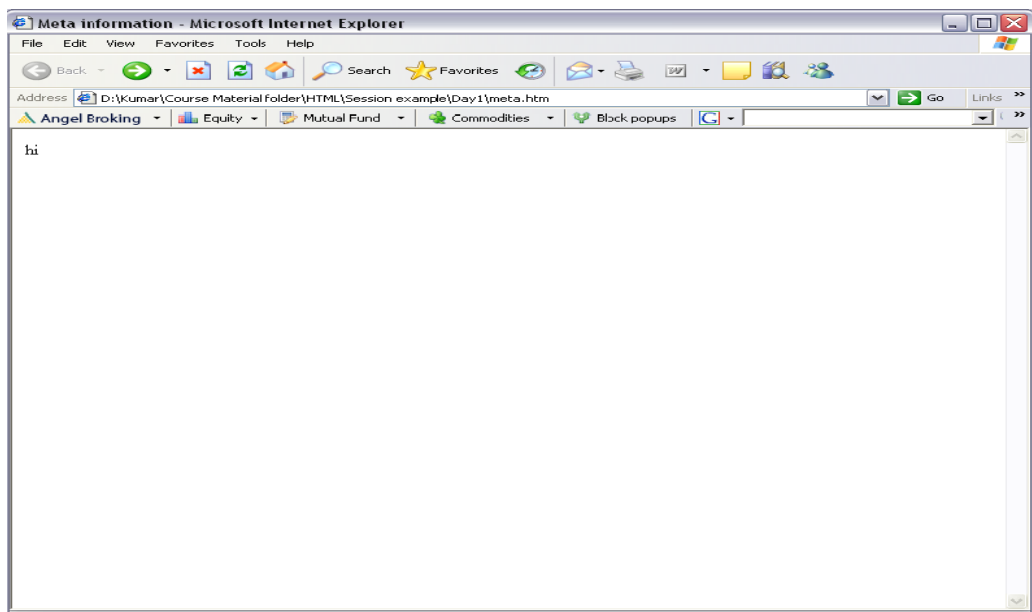 Meta information - Microsoft Internet Explorer
File Edit View Favorites Tools Help
Back Search Favorites W
Address D:\Kumar\Course Material folder\HTML\Session example\Day1\meta.htm Go Links »
Angel Broking Equity Mutual Fund Commodities Block popups G »
hi